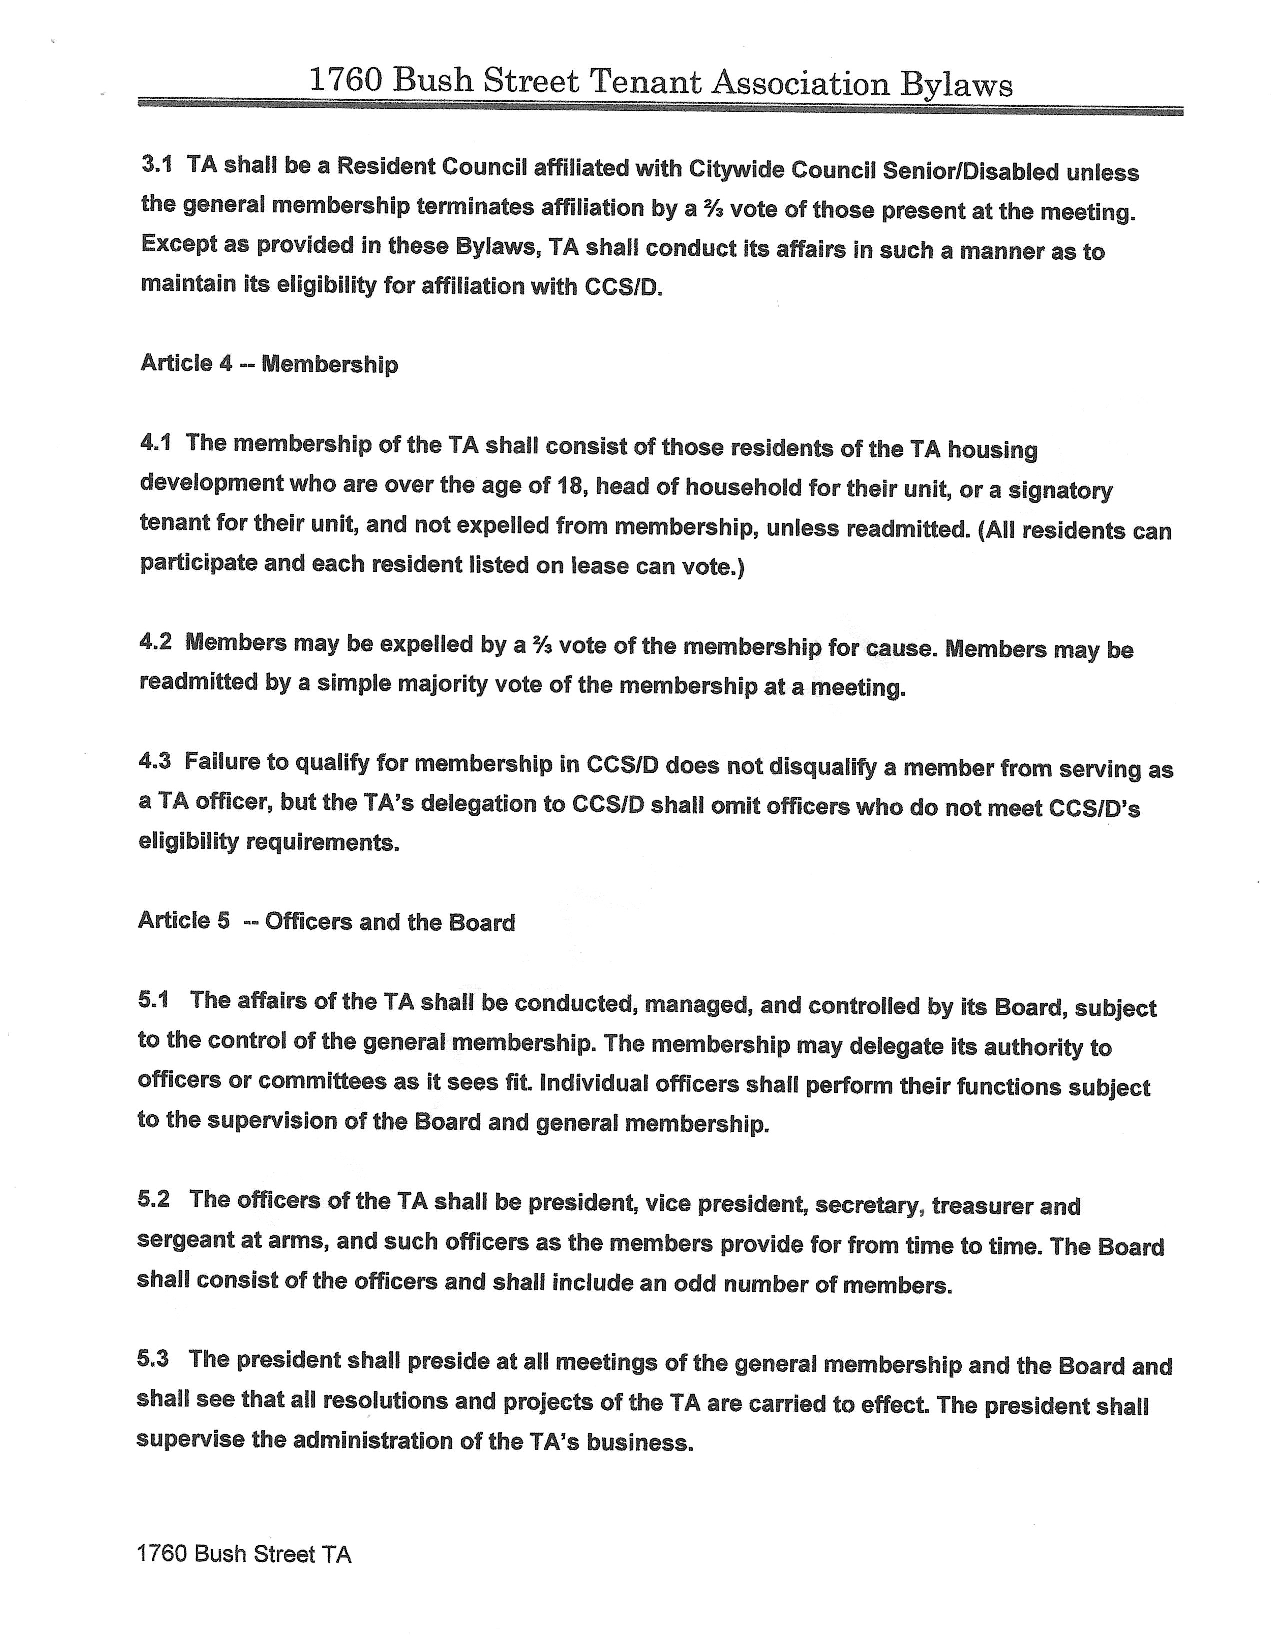 1760 Bush Street Tenant Association Bylaws
3.1 TA shall be a Resident Council affiliated with Citywide Council Senior/Disabled unless
the general membership terminates affiliation by a ⅔ vote of those present at the meeting.
Except as provided in these Bylaws, TA shall conduct its affairs in such a manner as to
maintain its eligibility for affiliation with CCS/D.
Article 4 -- Membership
4.1 The membership of the TA shall consist of those residents of the TA housing
development who are over the age of 18, head of household for their unit, or a signatory
tenant for their unit, and not expelled from membership, unless readmitted. (All residents can
participate and each resident listed on lease can vote.)
4.2 Members may be expelled by a ⅔ vote of the membership for cause. Members may be
readmitted by a simple majority vote of the membership at a meeting.
4.3 Failure to qualify for membership in CCS/D does not disqualify a member from serving as
a TA officer, but the TA's delegation to CCS/D shall omit officers who do not meet CCS/D's
eligibility requirements.
Article 5 -- Officers and the Board
5.1 The affairs of the TA shall be conducted, managed, and controlled by its Board, subject
to the control of the general membership. The membership may delegate its authority to
officers or committees as it sees fit. Individual officers shall perform their functions subject
to the supervision of the Board and general membership.
5.2 The officers of the TA shall be president, vice president, secretary, treasurer and
sergeant at arms, and such officers as the members provide for from time to time. The Board
shall consist of the officers and shall include an odd number of members.
5.3 The president shall preside at all meetings of the general membership and the Board and
shall see that all resolutions and projects of the TA are carried to effect. The president shall
supervise the administration of the TA's business.
1760 Bush Street TA